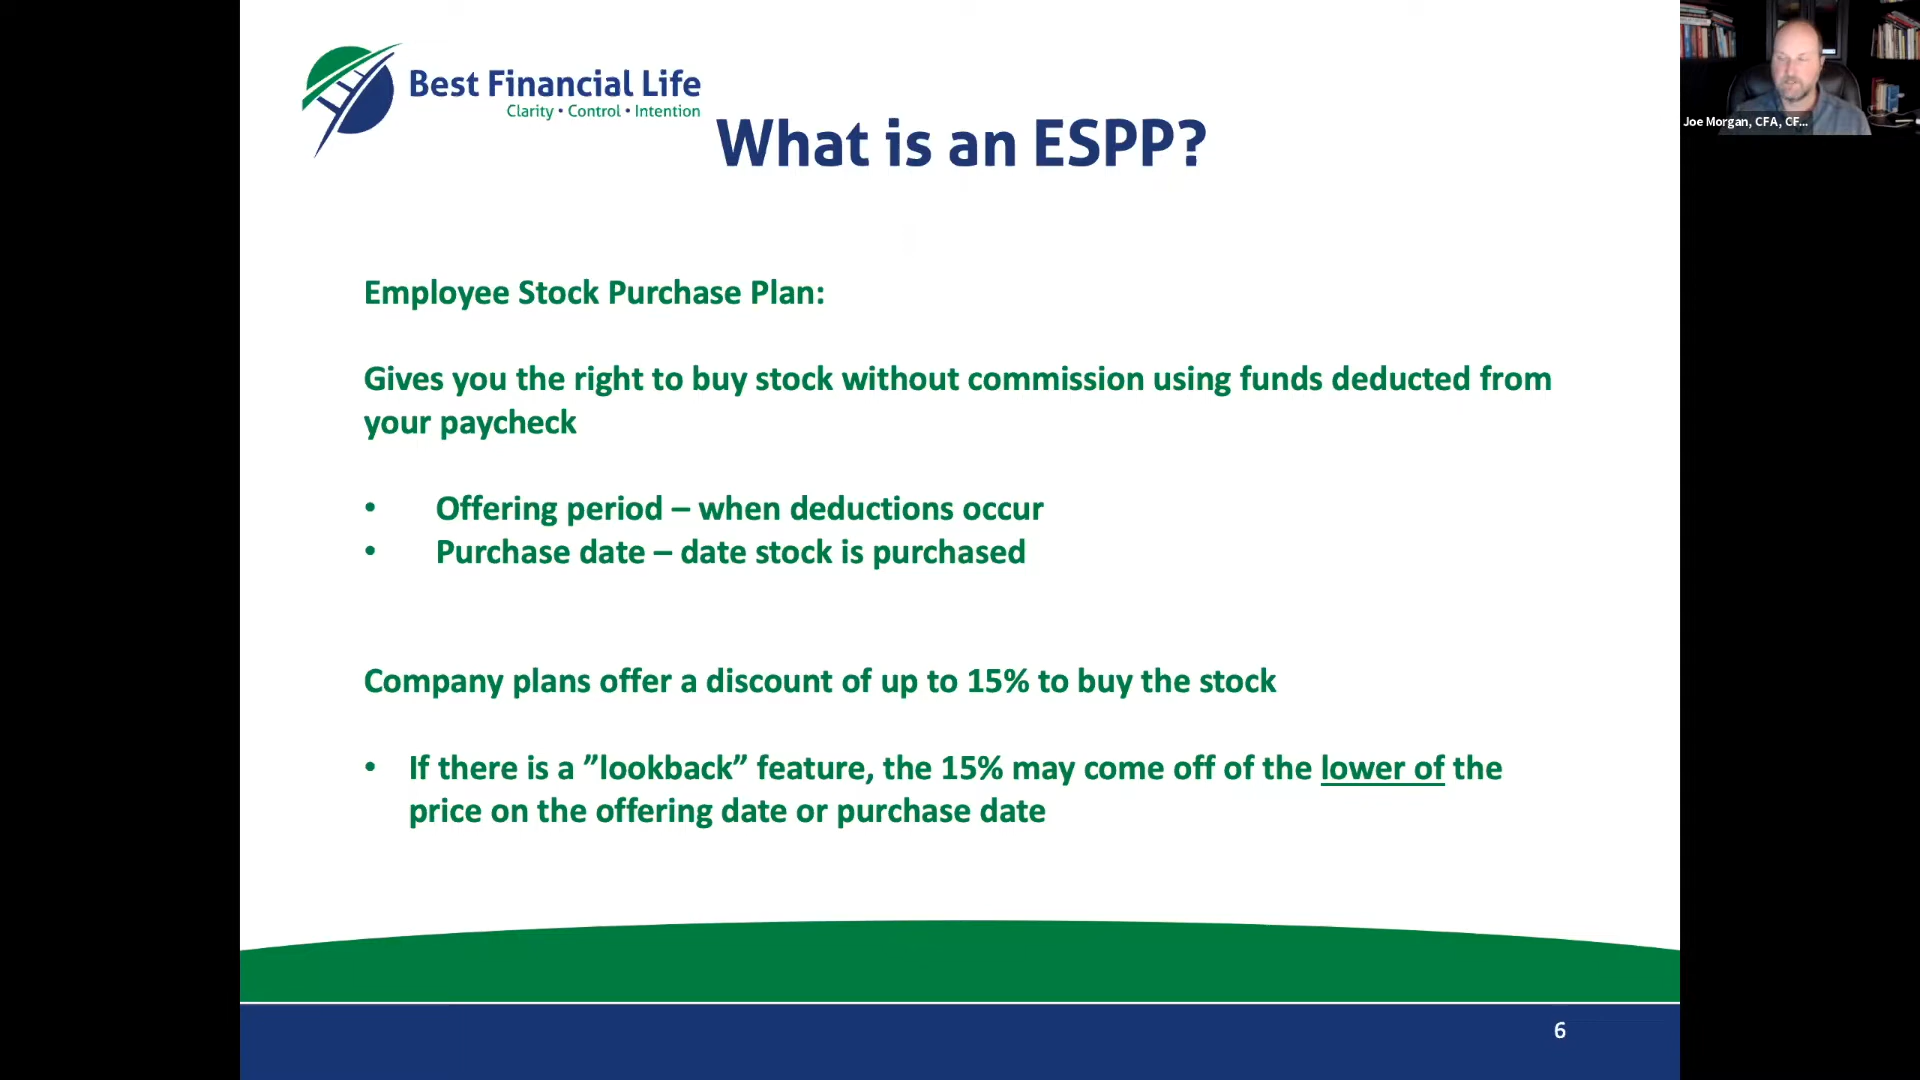 Best Financial Life
Clarity • Control • Intention
What is an ESPP?
Joe Morgan, CFA, CF...
Employee Stock Purchase Plan:
Gives you the right to buy stock without commission using funds deducted from
your paycheck
• Offering period – when deductions occur
• Purchase date – date stock is purchased
Company plans offer a discount of up to 15% to buy the stock
• If there is a ”lookback” feature, the 15% may come off of the lower of the
price on the offering date or purchase date
6